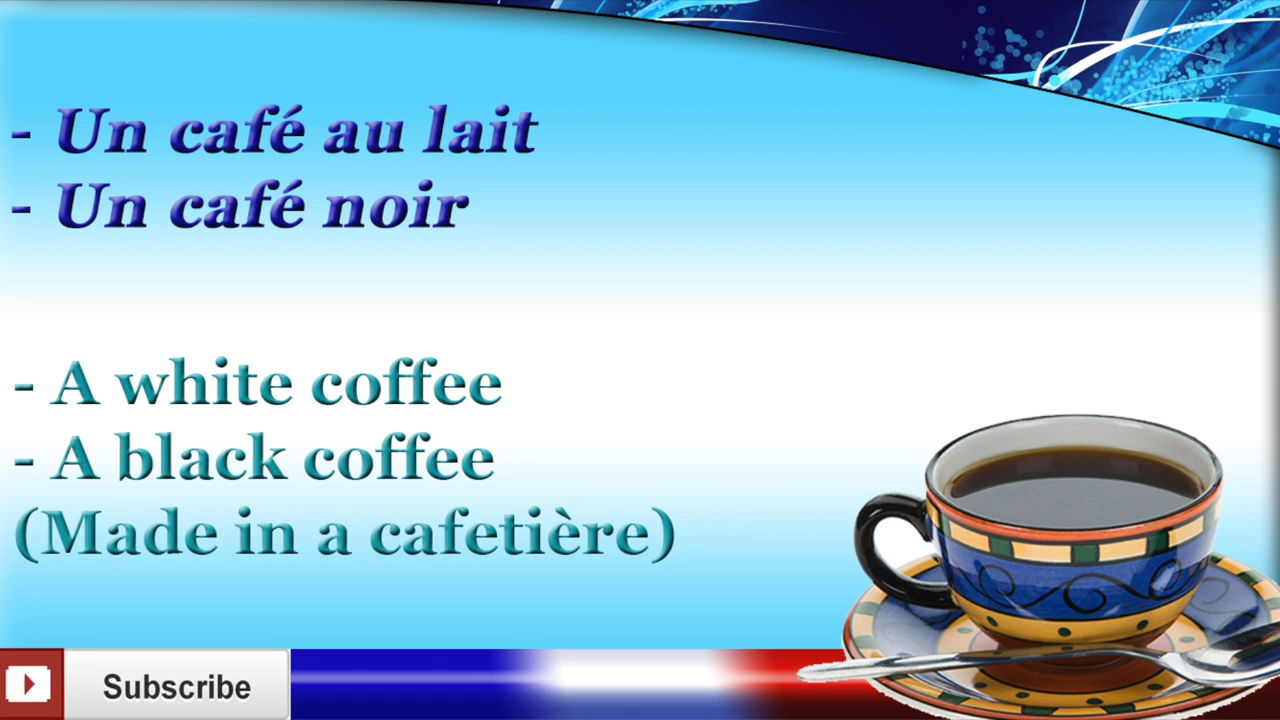 - Un café au lait
- Un café noir
- A white coffee
- A black coffee
(Made in a cafetière)
Subscribe